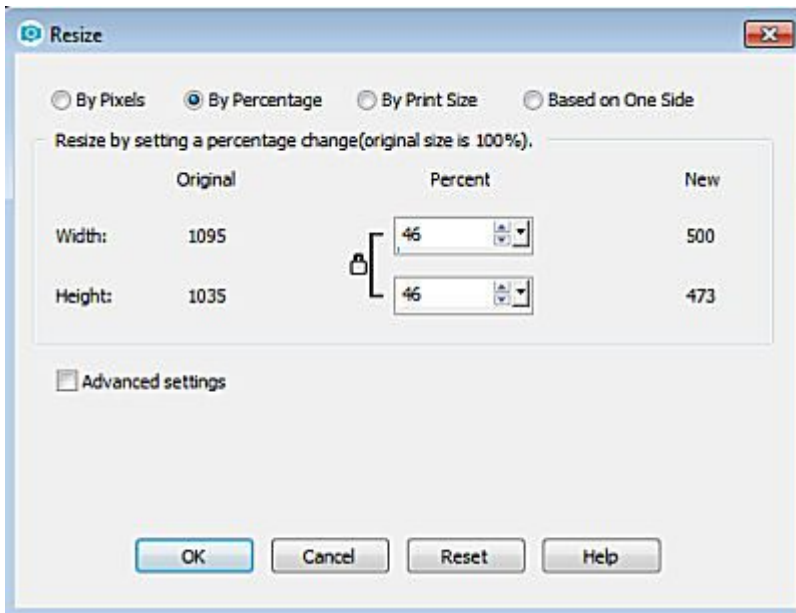 Resize
By Pixels By Percentage By Print Size Based on One Side
Resize by setting a percentage change(original size is 100%).
Original Percent New
Width: 1095 46 500
Height: 1035 46 473
Advanced settings
OK Cancel Reset Help